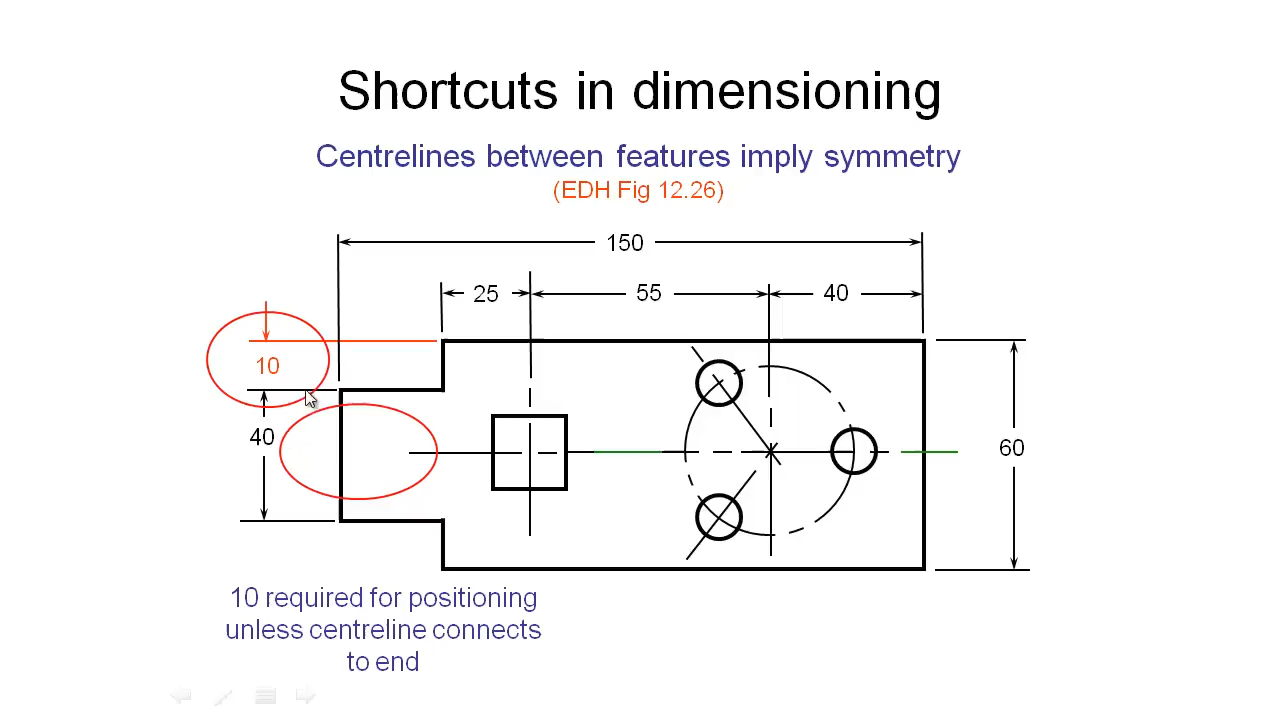 Shortcuts in dimensioning
Centrelines between features imply symmetry
(EDH Fig 12.26)
150
25
55
40
10
40
60
10 required for positioning
unless centreline connects
to end